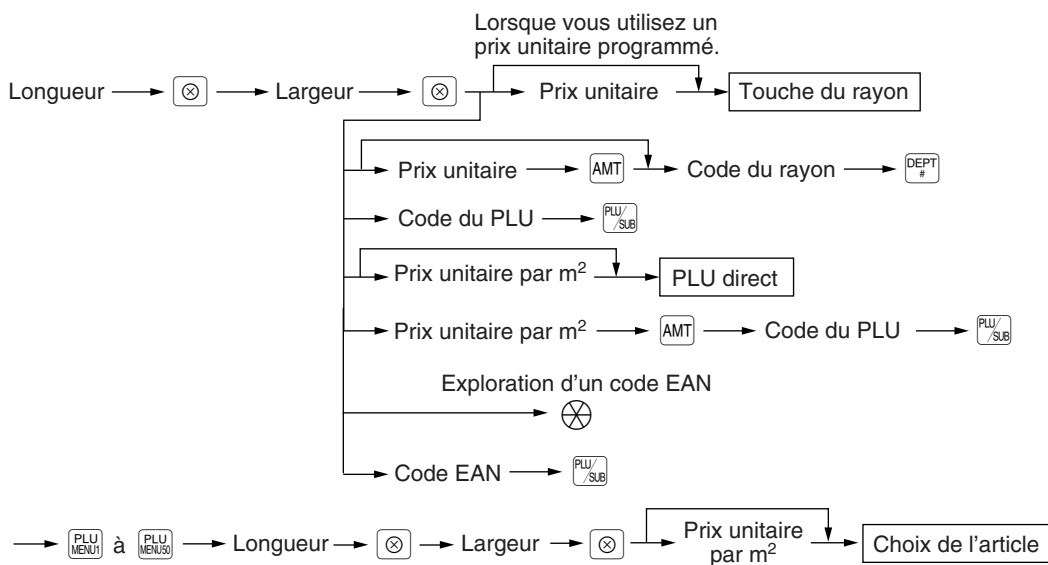 Lorsque vous utilisez un
prix unitaire programmé.
Longueur ⊗ Largeur ⊗ Prix unitaire Touche du rayon
Prix unitaire AMT Code du rayon DEPT #
Code du PLU PLU/SUB
Prix unitaire par m² PLU direct
Prix unitaire par m² AMT Code du PLU PLU/SUB
Exploration d'un code EAN
Code EAN PLU/SUB
PLU MENU1 à PLU MENU50 Longueur ⊗ Largeur ⊗ Prix unitaire
par m² Choix de l'article